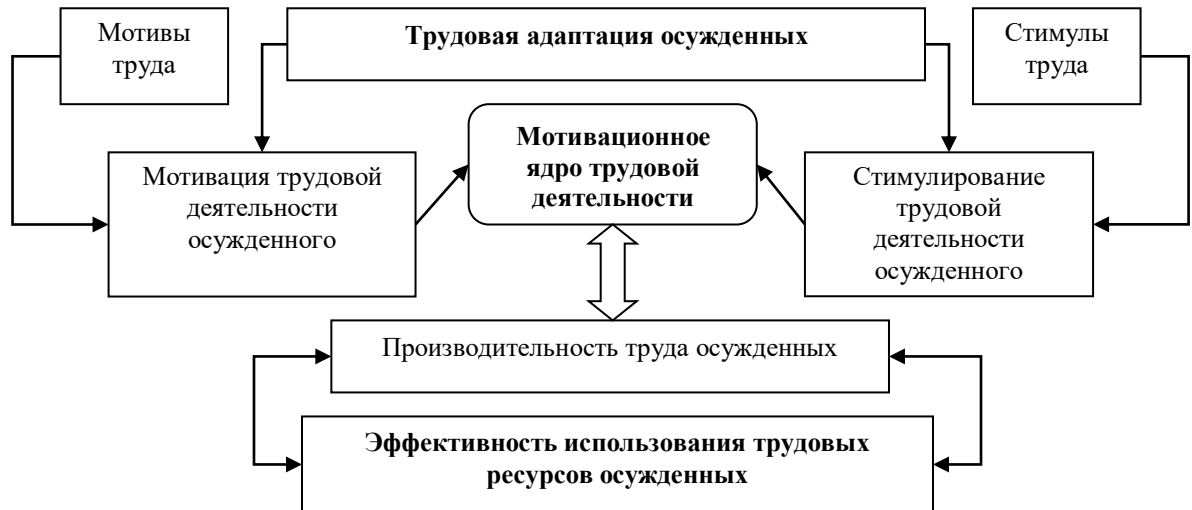 Мотивы
труда
Трудовая адаптация осужденных
Стимулы
труда
Мотивационное
ядро трудовой
деятельности
Мотивация трудовой
деятельности
осужденного
Стимулирование
трудовой
деятельности
осужденного
Производительность труда осужденных
Эффективность использования трудовых
ресурсов осужденных